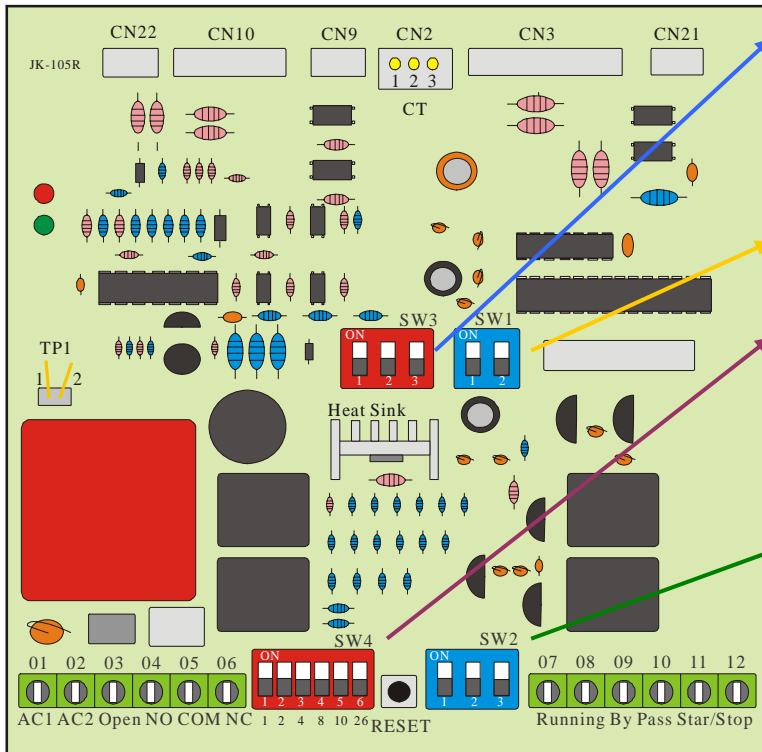 CN22 CN10 CN9 CN2 CN3 CN21
JK-105R
1 2 3
CT
SW3 SW1
ON ON
1 2 3 1 2
TP1
1 2
Heat Sink
SW4 SW2
ON ON
1 2 3 4 5 6 1 2 3
01 02 03 04 05 06 07 08 09 10 11 12
1 2 4 8 10 26
RESET
AC1 AC2 Open NO COM NC Running By Pass Star/Stop